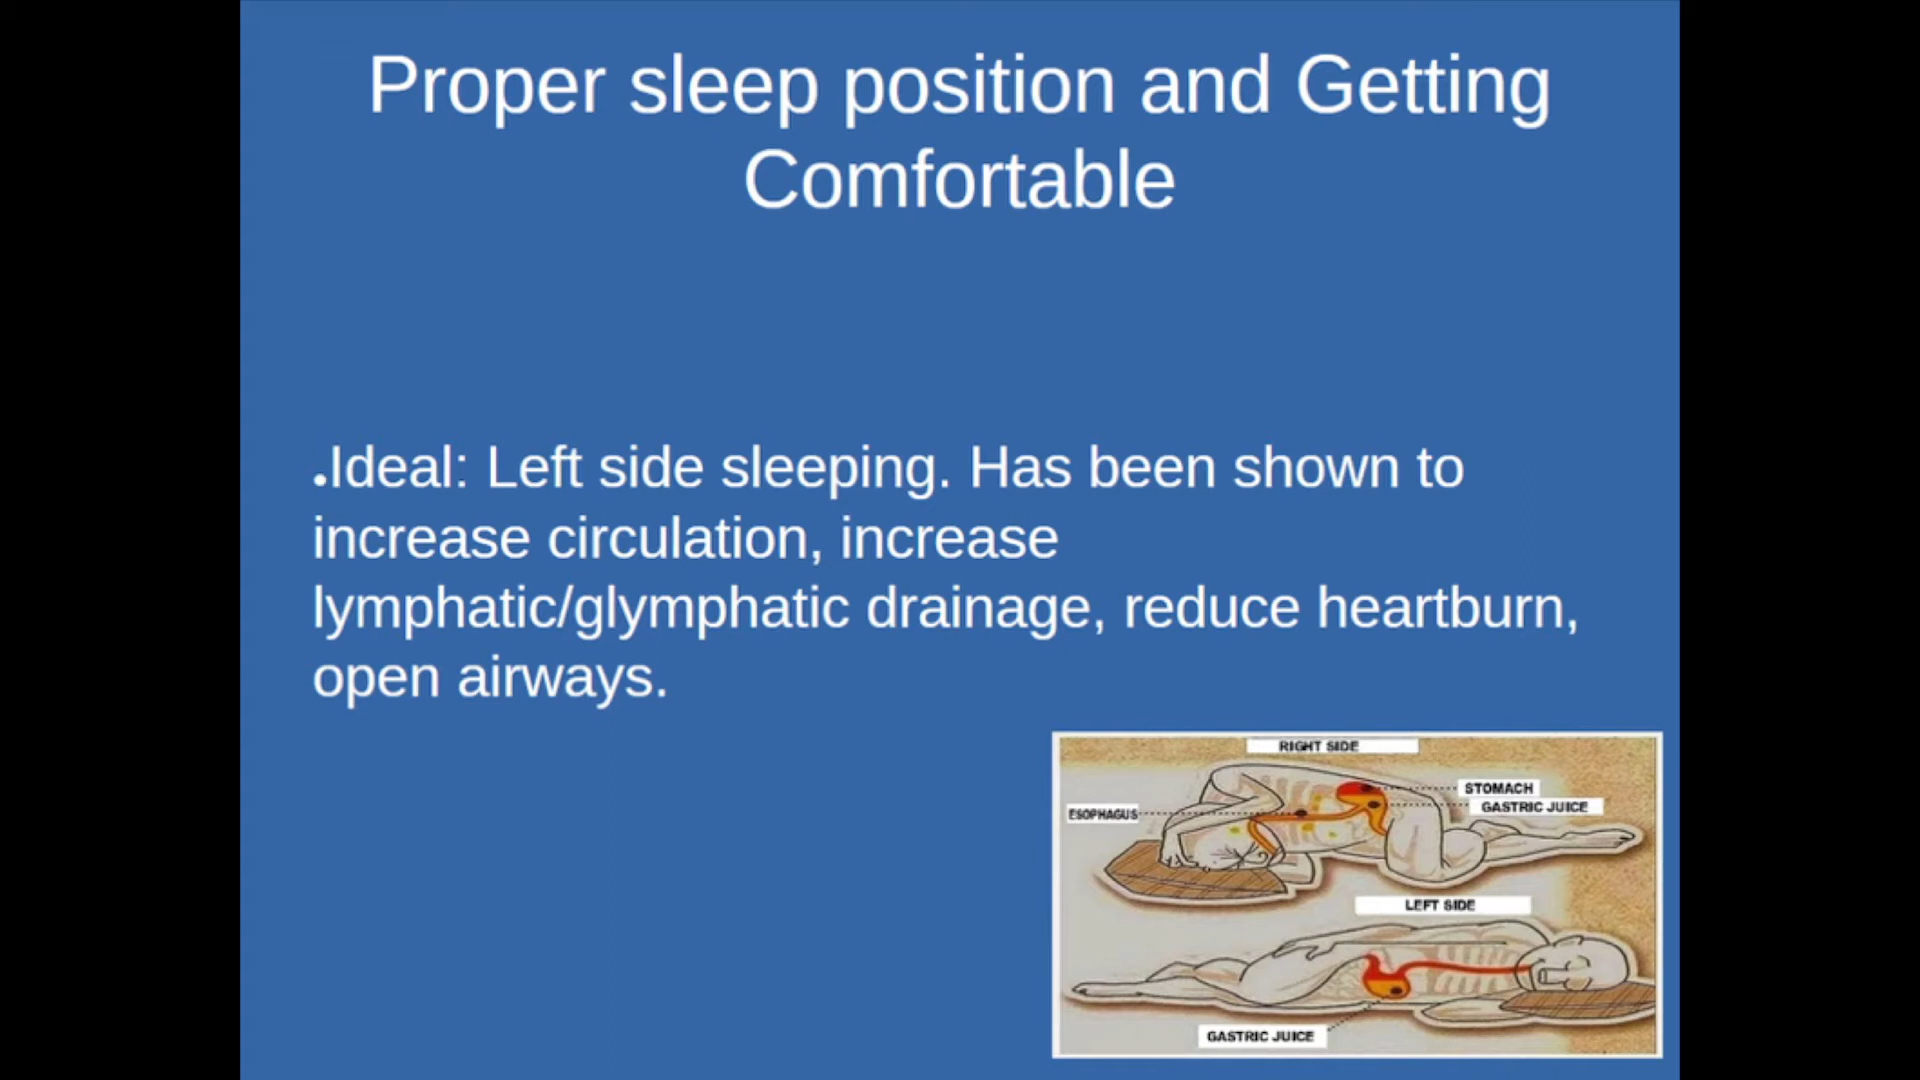 Proper sleep position and Getting
Comfortable
●Ideal: Left side sleeping. Has been shown to
increase circulation, increase
lymphatic/glymphatic drainage, reduce heartburn,
open airways.
RIGHT SIDE
STOMACH
GASTRIC JUICE
ESOPHAGUS
LEFT SIDE
GASTRIC JUICE